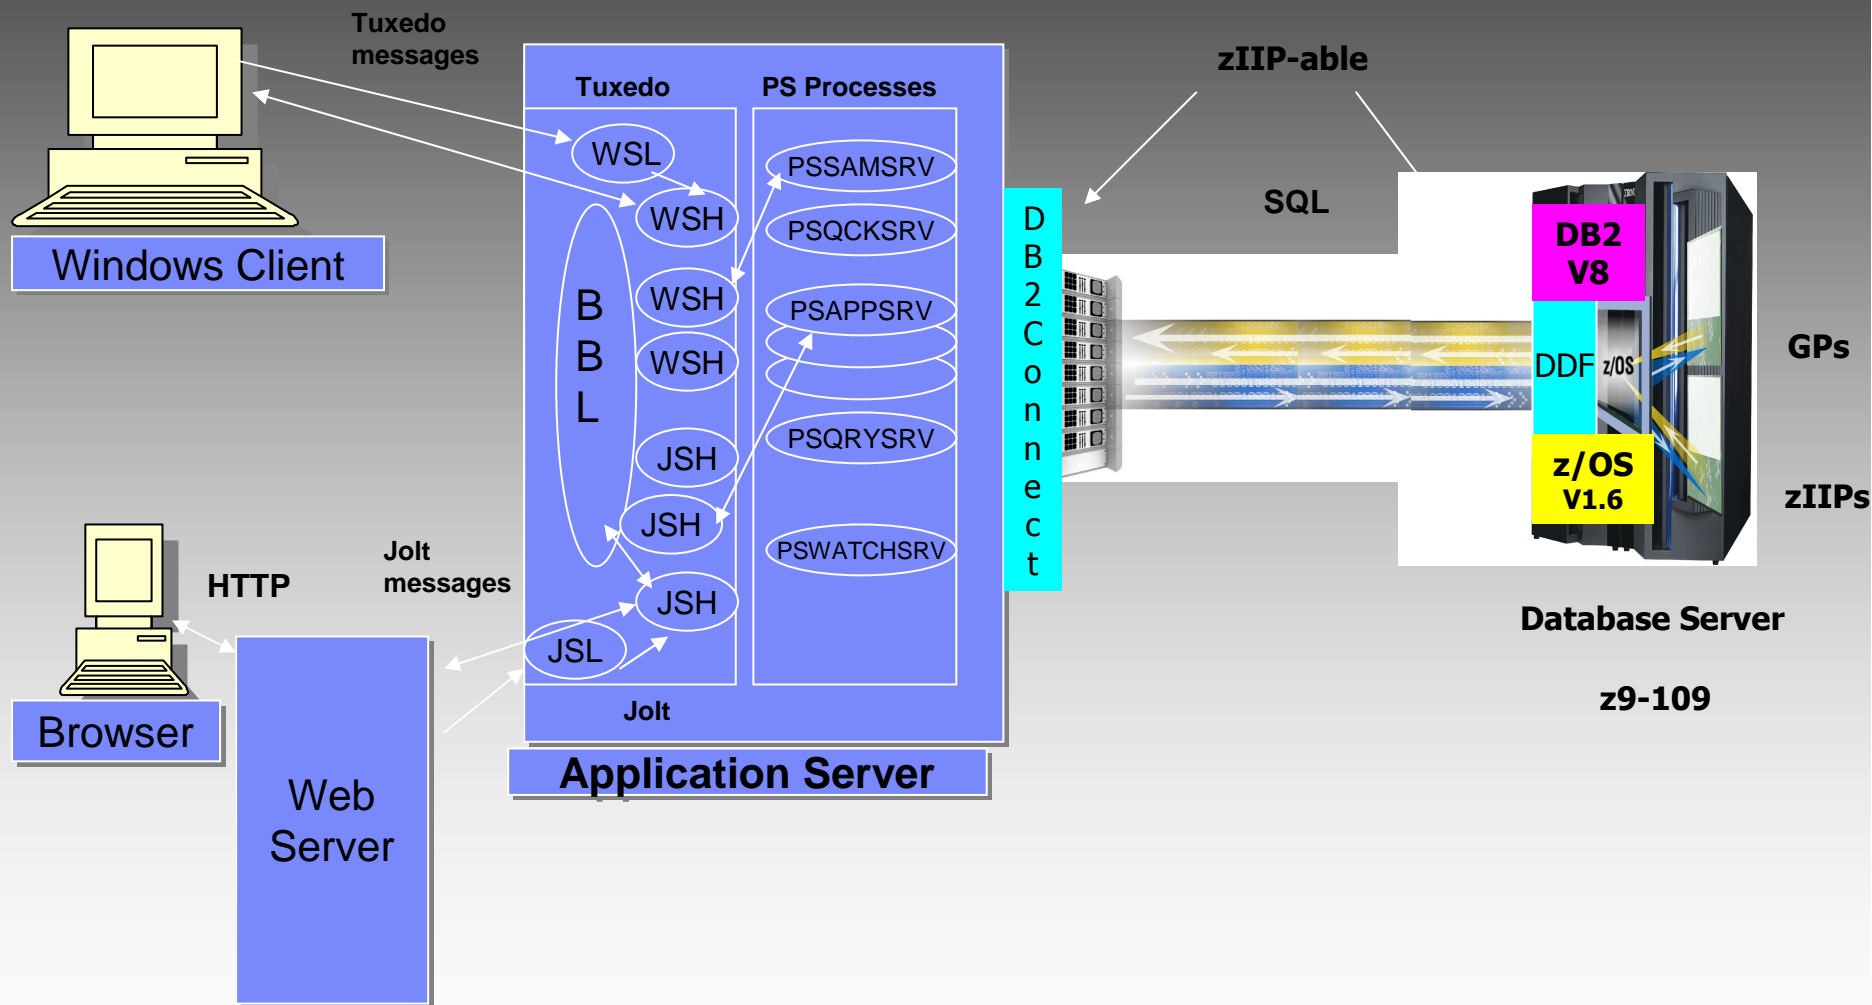 Tuxedo
messages
Windows Client
Browser
HTTP
Jolt
messages
Web
Server
Tuxedo
PS Processes
WSL
WSH
WSH
WSH
BBL
JSH
JSH
JSH
JSL
Jolt
PSSAMSRV
PSQCKSRV
PSAPPSRV
PSQRYSRV
PSWATCHSRV
Application Server
DB2Connect
zIIP-able
SQL
DB2
V8
DDF
z/OS
z/OS
V1.6
GPs
zIIPs
Database Server
z9-109